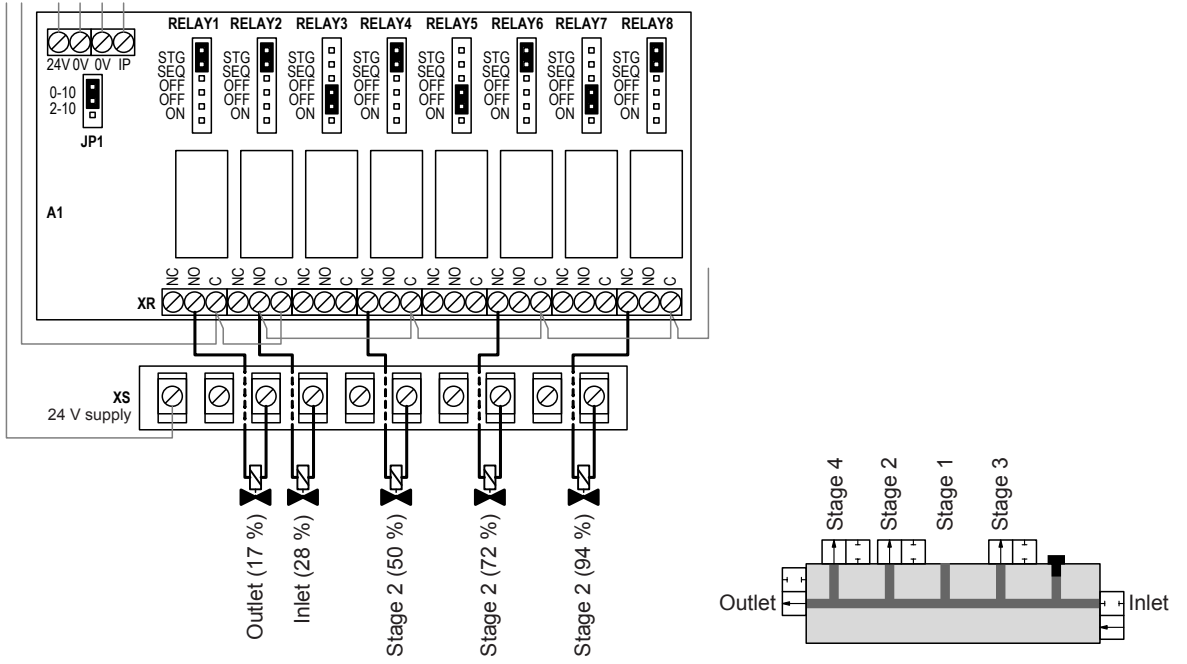 RELAY1 RELAY2 RELAY3 RELAY4 RELAY5 RELAY6 RELAY7 RELAY8
24V 0V 0V IP
STG STG STG STG STG STG STG STG
SEQ SEQ SEQ SEQ SEQ SEQ SEQ SEQ
OFF OFF OFF OFF OFF OFF OFF OFF
OFF OFF OFF OFF OFF OFF OFF OFF
ON ON ON ON ON ON ON ON
0-10
2-10
JP1
A1
NC NO C NC NO C NC NO C NC NO C NC NO C NC NO C NC NO C NC NO C
XR
XS
24 V supply
Outlet (17 %)
Inlet (28 %)
Stage 2 (50 %)
Stage 2 (72 %)
Stage 2 (94 %)
Stage 4
Stage 2
Stage 1
Stage 3
Outlet
Inlet